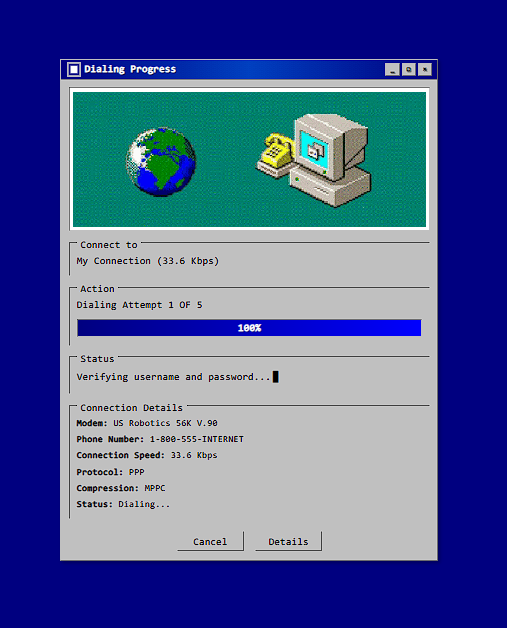 Dialing Progress
Connect to
My Connection (33.6 Kbps)
Action
Dialing Attempt 1 OF 5
100%
Status
Verifying username and password...
Connection Details
Modem: US Robotics 56K V.90
Phone Number: 1-800-555-INTERNET
Connection Speed: 33.6 Kbps
Protocol: PPP
Compression: MPPC
Status: Dialing...
Cancel Details